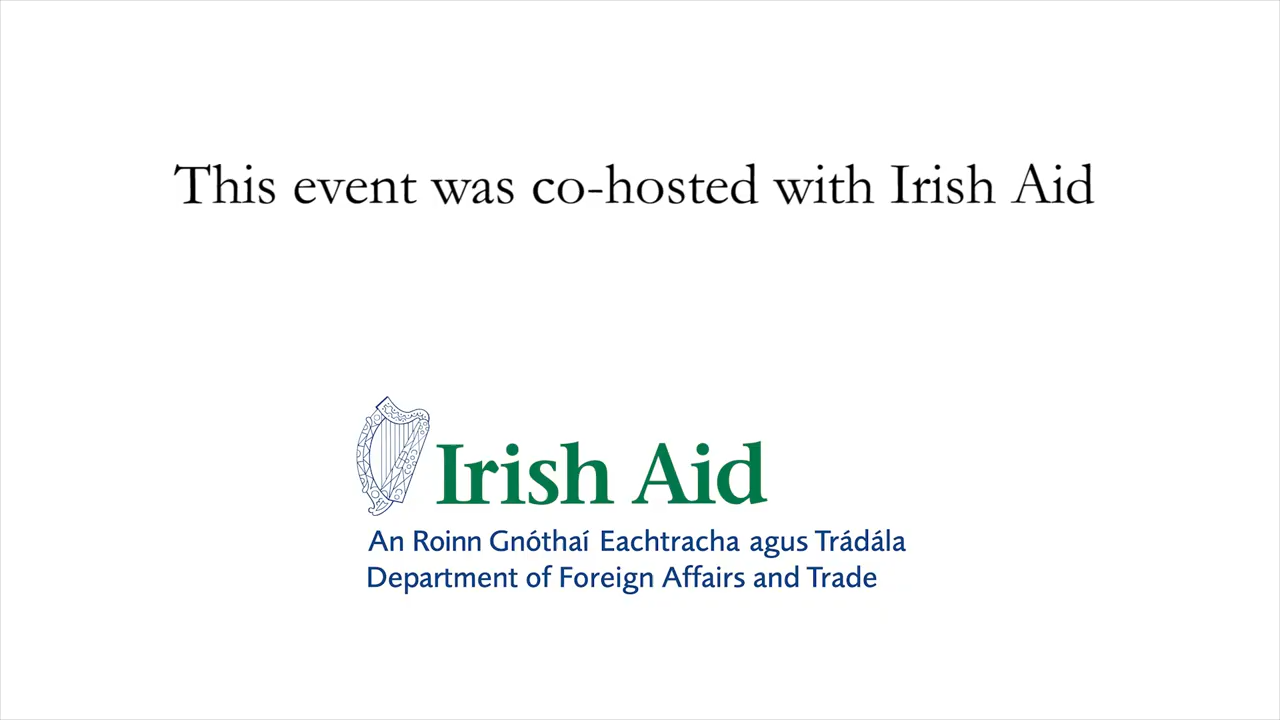 This event was co-hosted with Irish Aid
Irish Aid
An Roinn Gnóthaí Eachtracha agus Trádála
Department of Foreign Affairs and Trade